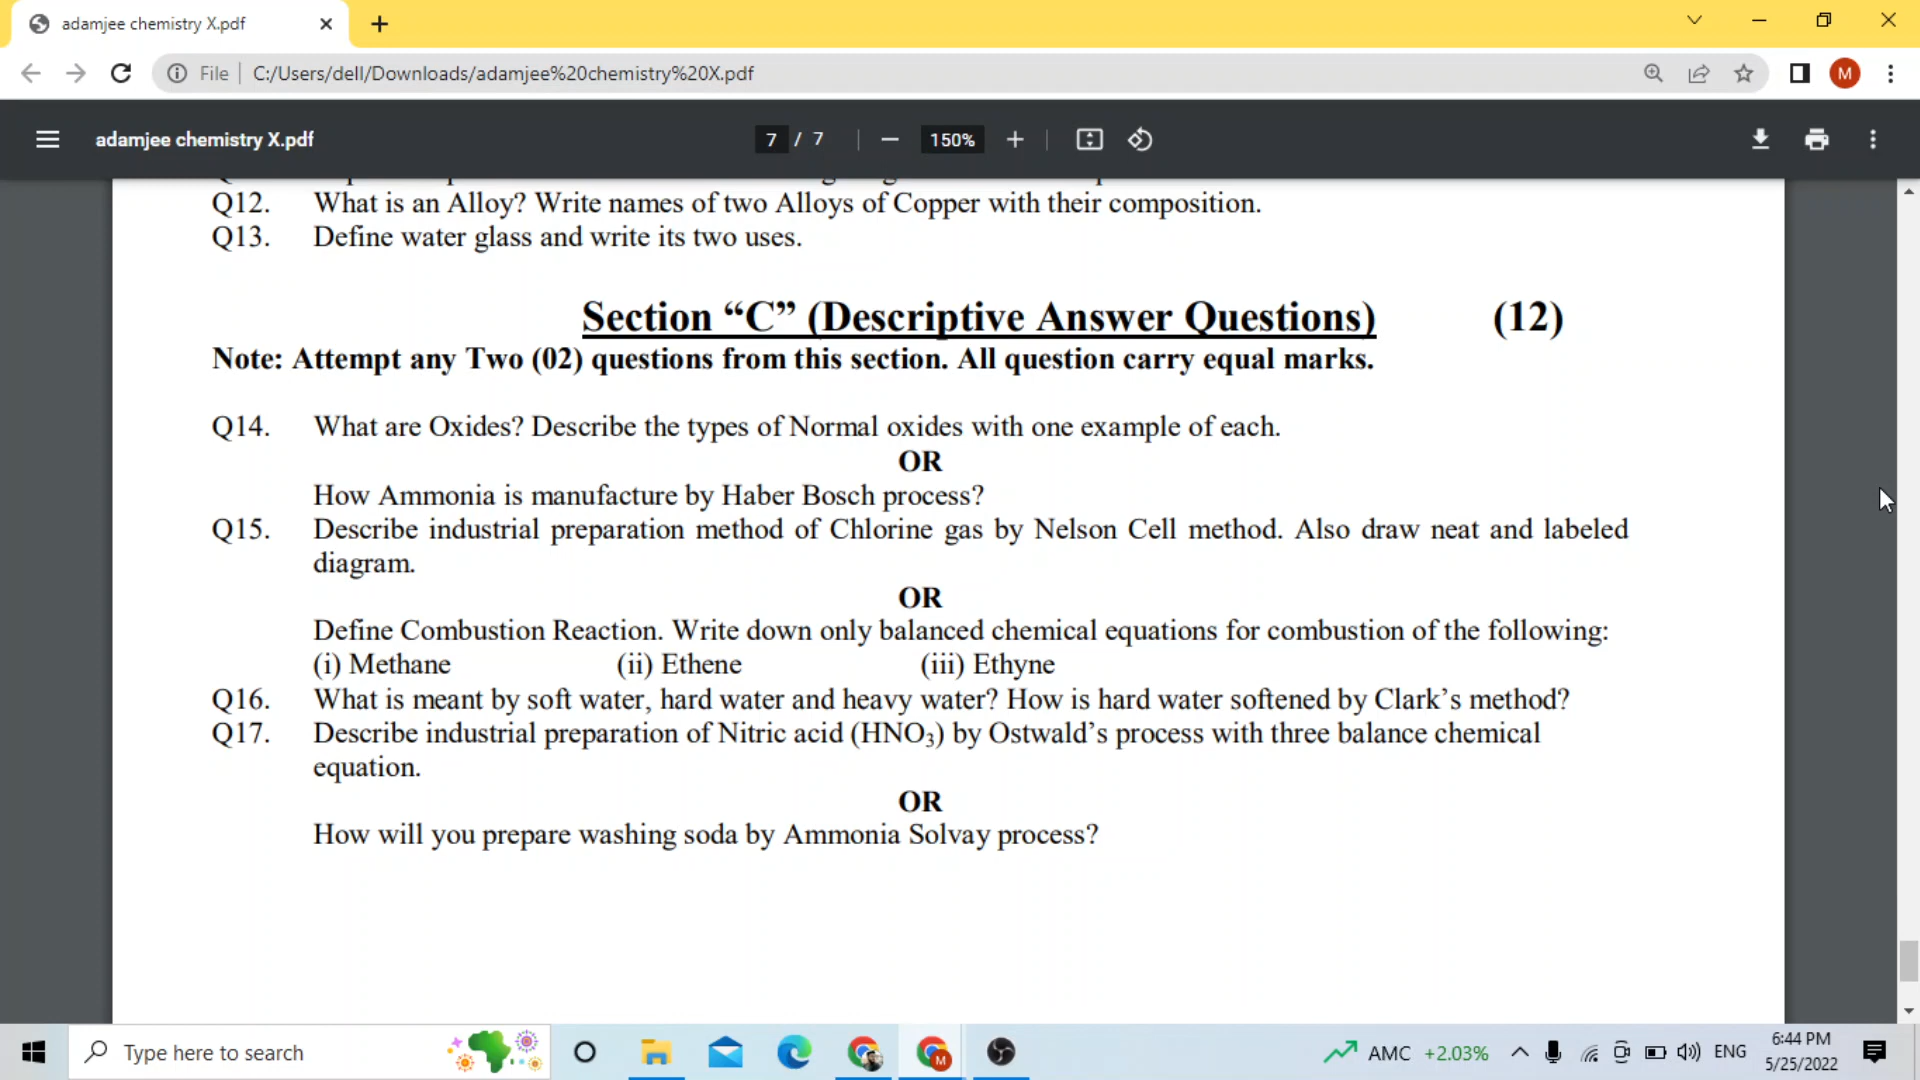 adamjee chemistry X.pdf
File
C:/Users/dell/Downloads/adamjee%20chemistry%20X.pdf
M
adamjee chemistry X.pdf
7 / 7
150%
Q12. What is an Alloy? Write names of two Alloys of Copper with their composition.
Q13. Define water glass and write its two uses.
Section “C” (Descriptive Answer Questions) (12)
Note: Attempt any Two (02) questions from this section. All question carry equal marks.
Q14. What are Oxides? Describe the types of Normal oxides with one example of each.
OR
How Ammonia is manufacture by Haber Bosch process?
Q15. Describe industrial preparation method of Chlorine gas by Nelson Cell method. Also draw neat and labeled
diagram.
OR
Define Combustion Reaction. Write down only balanced chemical equations for combustion of the following:
(i) Methane (ii) Ethene (iii) Ethyne
Q16. What is meant by soft water, hard water and heavy water? How is hard water softened by Clark’s method?
Q17. Describe industrial preparation of Nitric acid (HNO₃) by Ostwald’s process with three balance chemical
equation.
OR
How will you prepare washing soda by Ammonia Solvay process?
Type here to search
M
AMC +2.03%
ENG
6:44 PM
5/25/2022